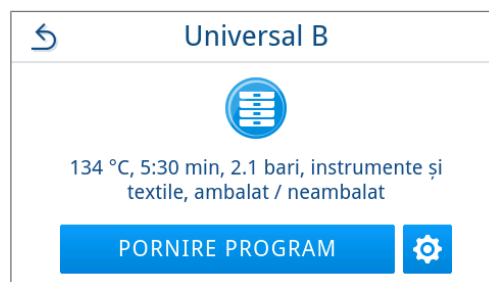 Universal B
134 °C, 5:30 min, 2.1 bari, instrumente și
textile, ambalat / neambalat
PORNIRE PROGRAM